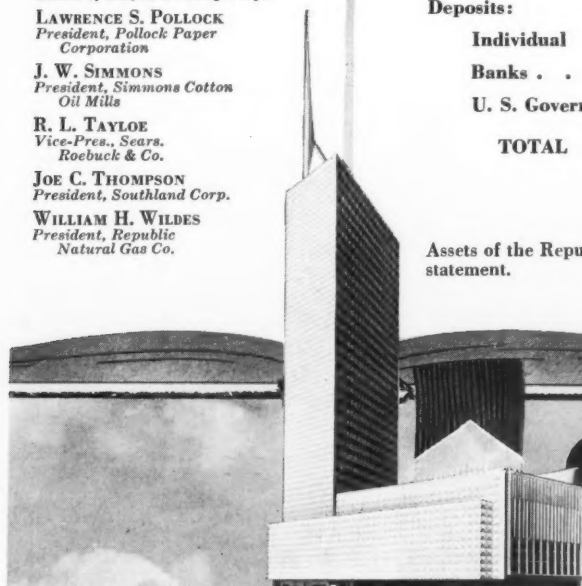 LAWRENCE S. POLLOCK
President, Pollock Paper
Corporation
J. W. SIMMONS
President, Simmons Cotton
Oil Mills
R. L. TAYLOE
Vice-Pres., Sears.
Roebuck & Co.
JOE C. THOMPSON
President, Southland Corp.
WILLIAM H. WILDES
President, Republic
Natural Gas Co.
Deposits:
Individual
Banks . .
U. S. Govern
TOTAL
Assets of the Repu
statement.